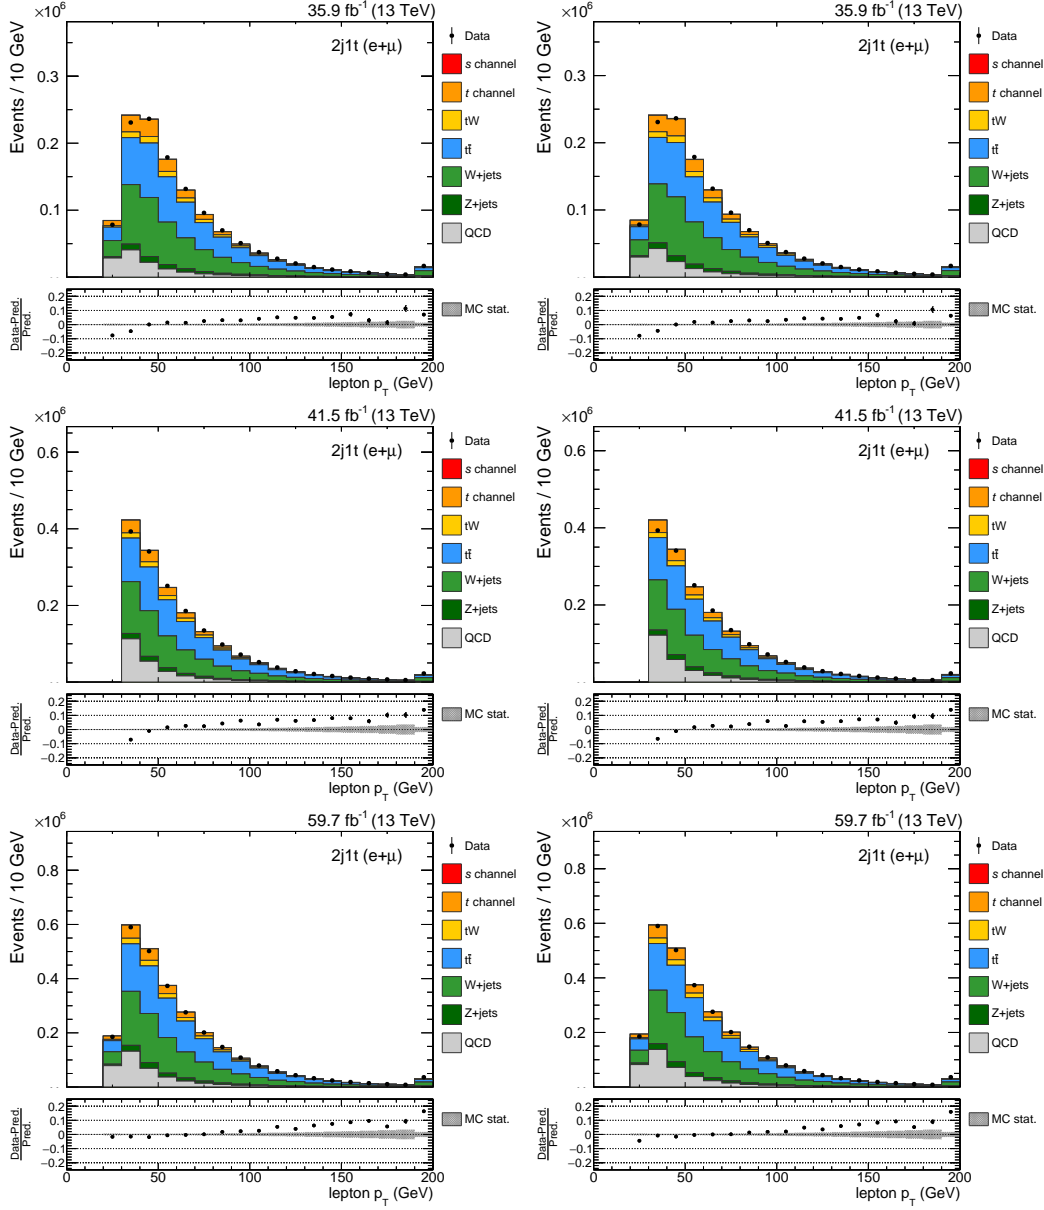 ×10⁶ 35.9 fb⁻¹ (13 TeV)
Events / 10 GeV
2j1t (e+μ)
0.3
0.2
0.1
Data
s channel
t channel
tW
tt̄
W+jets
Z+jets
QCD
Data-Pred.
Pred.
0.2
0.1
0
−0.1
−0.2
MC stat.
0 50 100 150 200
lepton p_T (GeV)
×10⁶ 35.9 fb⁻¹ (13 TeV)
Events / 10 GeV
2j1t (e+μ)
0.3
0.2
0.1
Data
s channel
t channel
tW
tt̄
W+jets
Z+jets
QCD
Data-Pred.
Pred.
0.2
0.1
0
−0.1
−0.2
MC stat.
0 50 100 150 200
lepton p_T (GeV)
×10⁶ 41.5 fb⁻¹ (13 TeV)
Events / 10 GeV
2j1t (e+μ)
0.6
0.4
0.2
Data
s channel
t channel
tW
tt̄
W+jets
Z+jets
QCD
Data-Pred.
Pred.
0.2
0.1
0
−0.1
−0.2
MC stat.
0 50 100 150 200
lepton p_T (GeV)
×10⁶ 41.5 fb⁻¹ (13 TeV)
Events / 10 GeV
2j1t (e+μ)
0.6
0.4
0.2
Data
s channel
t channel
tW
tt̄
W+jets
Z+jets
QCD
Data-Pred.
Pred.
0.2
0.1
0
−0.1
−0.2
MC stat.
0 50 100 150 200
lepton p_T (GeV)
×10⁶ 59.7 fb⁻¹ (13 TeV)
Events / 10 GeV
2j1t (e+μ)
0.8
0.6
0.4
0.2
Data
s channel
t channel
tW
tt̄
W+jets
Z+jets
QCD
Data-Pred.
Pred.
0.2
0.1
0
−0.1
−0.2
MC stat.
0 50 100 150 200
lepton p_T (GeV)
×10⁶ 59.7 fb⁻¹ (13 TeV)
Events / 10 GeV
2j1t (e+μ)
0.8
0.6
0.4
0.2
Data
s channel
t channel
tW
tt̄
W+jets
Z+jets
QCD
Data-Pred.
Pred.
0.2
0.1
0
−0.1
−0.2
MC stat.
0 50 100 150 200
lepton p_T (GeV)